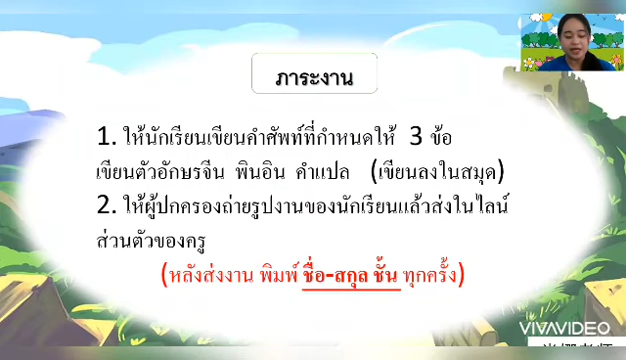 ภาระงาน
1. ให้นักเรียนเขียนคำศัพท์ที่กำหนดให้ 3 ข้อ
เขียนตัวอักษรจีน พินอิน คำแปล (เขียนลงในสมุด)
2. ให้ผู้ปกครองถ่ายรูปงานของนักเรียนแล้วส่งในไลน์
ส่วนตัวของครู
(หลังส่งงาน พิมพ์ ชื่อ-สกุล ชั้น ทุกครั้ง)
VIVAVIDEO